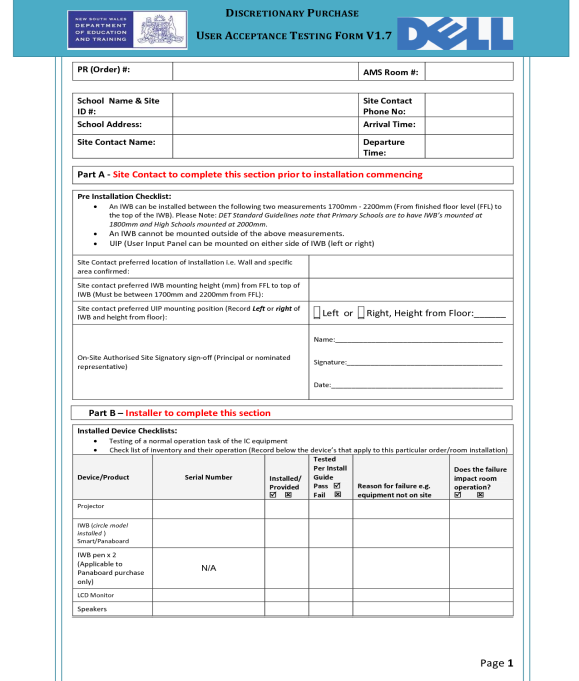 NEW SOUTH WALES
DEPARTMENT
OF EDUCATION
AND TRAINING
DISCRETIONARY PURCHASE
USER ACCEPTANCE TESTING FORM V1.7
DELL
PR (Order) #:
AMS Room #:
School Name & Site
ID #:
Site Contact
Phone No:
School Address:
Arrival Time:
Site Contact Name:
Departure
Time:
Part A - Site Contact to complete this section prior to installation commencing
Pre Installation Checklist:
• An IWB can be installed between the following two measurements 1700mm - 2200mm (From finished floor level (FFL) to
the top of the IWB). Please Note: DET Standard Guidelines note that Primary Schools are to have IWB's mounted at
1800mm and High Schools mounted at 2000mm.
• An IWB cannot be mounted outside of the above measurements.
• UIP (User Input Panel can be mounted on either side of IWB (left or right)
Site Contact preferred location of installation i.e. Wall and specific
area confirmed:
Site contact preferred IWB mounting height (mm) from FFL to top of
IWB (Must be between 1700mm and 2200mm from FFL):
Site contact preferred UIP mounting position (Record Left or right of
IWB and height from floor):
Left or Right, Height from Floor:______
On-Site Authorised Site Signatory sign-off (Principal or nominated
representative)
Name:______
Signature:______
Date:______
Part B – Installer to complete this section
Installed Device Checklists:
• Testing of a normal operation task of the IC equipment
• Check list of inventory and their operation (Record below the device's that apply to this particular order/room installation)
Device/Product
Serial Number
Installed/
Provided
☑ ☒
Tested
Per Install
Guide
Pass ☑
Fail ☒
Reason for failure e.g.
equipment not on site
Does the failure
impact room
operation?
☑ ☒
Projector
IWB (circle model
installed )
Smart/Panaboard
IWB pen x 2
(Applicable to
Panaboard purchase
only)
N/A
LCD Monitor
Speakers
Page 1